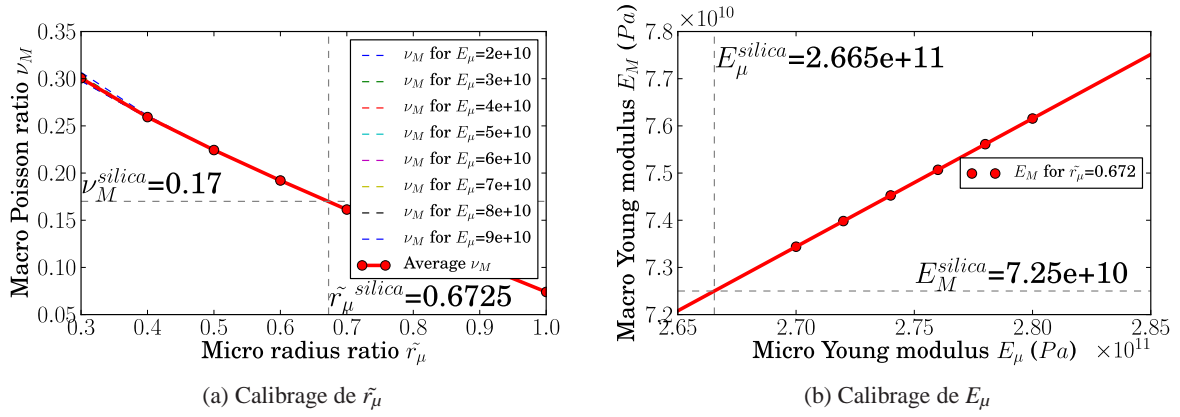 0.35
0.30
0.25
0.20
0.15
0.10
0.05
0.3 0.4 0.5 0.6 0.7 0.8 0.9 1.0
Macro Poisson ratio ν_M
Micro radius ratio r̃_μ
ν_M^{silica}=0.17
r̃_μ^{silica}=0.6725
ν_M for E_μ=2e+10
ν_M for E_μ=3e+10
ν_M for E_μ=4e+10
ν_M for E_μ=5e+10
ν_M for E_μ=6e+10
ν_M for E_μ=7e+10
ν_M for E_μ=8e+10
ν_M for E_μ=9e+10
Average ν_M
(a) Calibrage de r̃_μ
×10^{10}
7.8
7.7
7.6
7.5
7.4
7.3
7.2
2.65 2.70 2.75 2.80 2.85
Macro Young modulus E_M (Pa)
Micro Young modulus E_μ (Pa) ×10^{11}
E_μ^{silica}=2.665e+11
E_M for r̃_μ=0.672
E_M^{silica}=7.25e+10
(b) Calibrage de E_μ